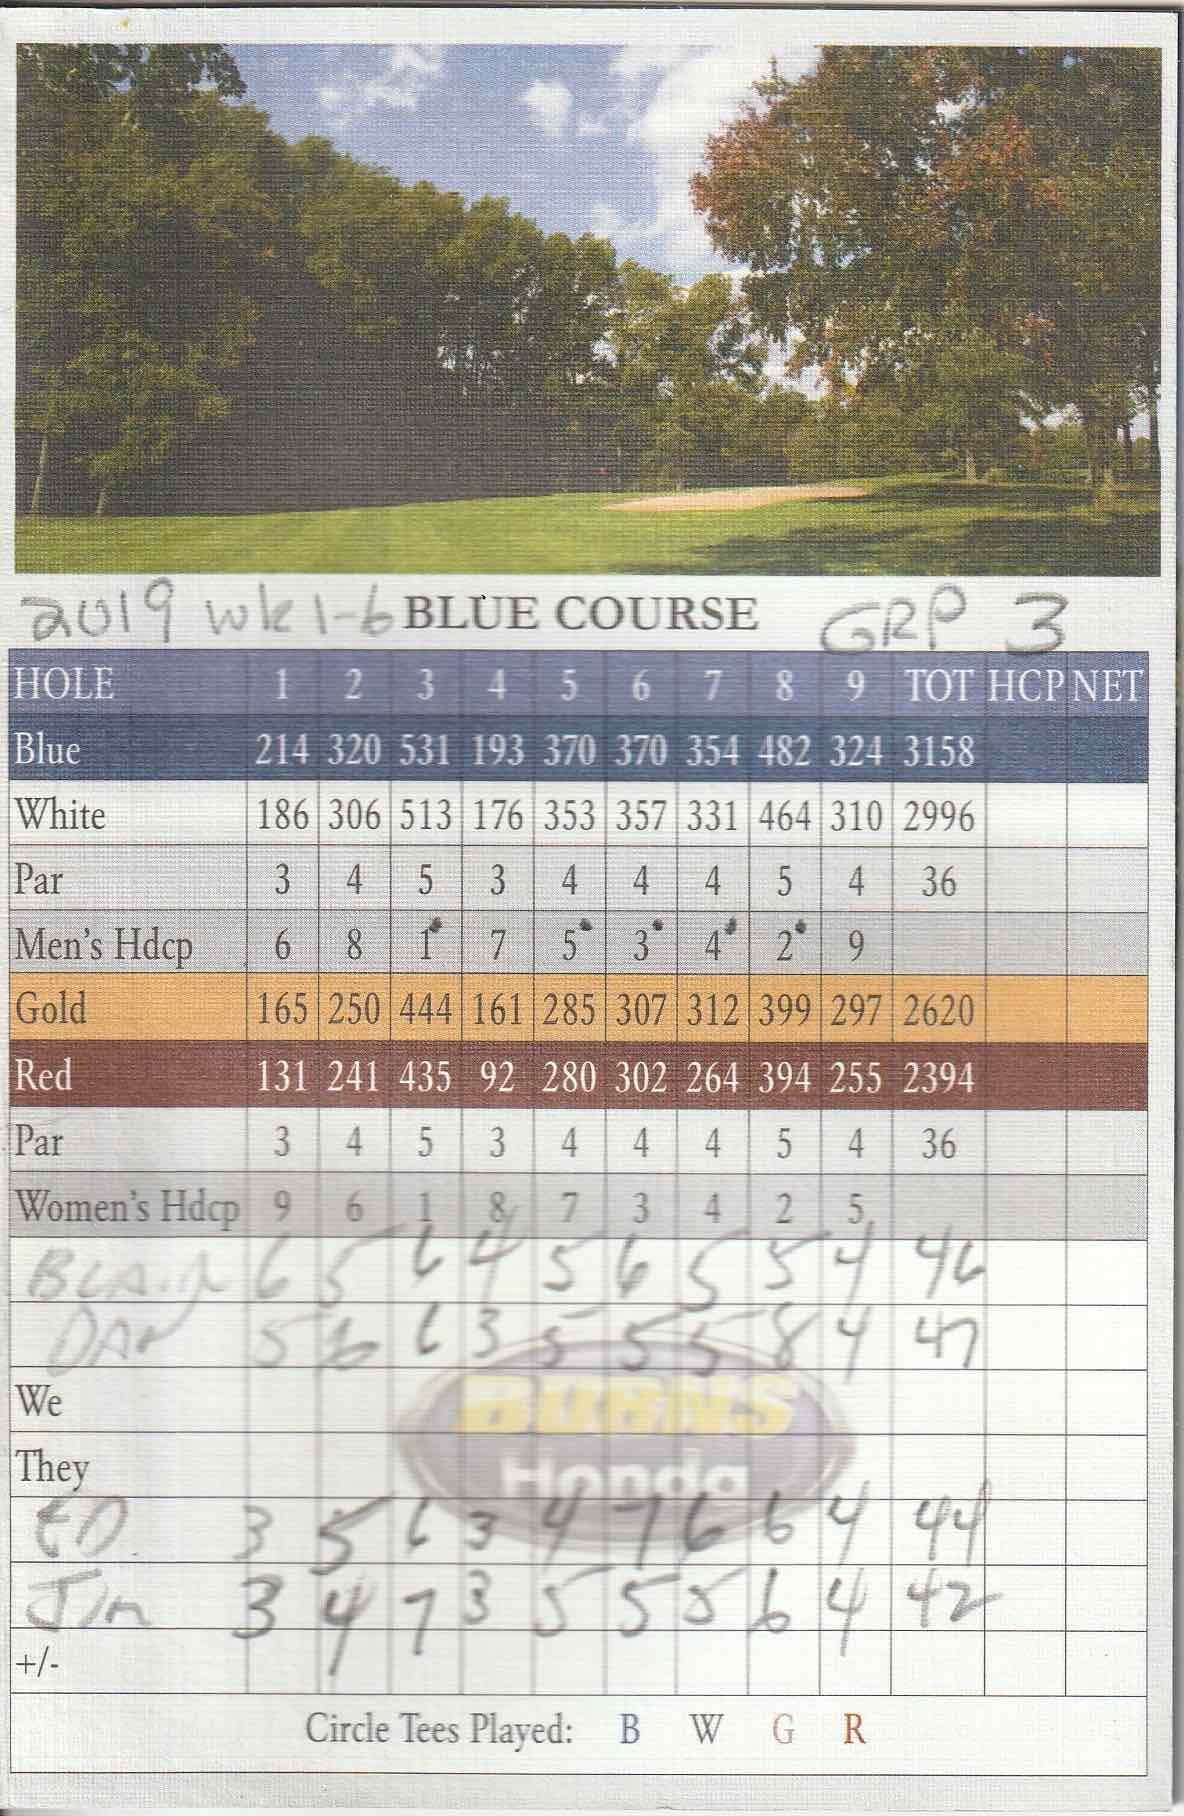 2019 wk 1-6 BLUE COURSE GRP 3
HOLE 1 2 3 4 5 6 7 8 9 TOT HCP NET
Blue 214 320 531 193 370 370 354 482 324 3158
White 186 306 513 176 353 357 331 464 310 2996
Par 3 4 5 3 4 4 4 5 4 36
Men's Hdcp 6 8 1 7 5 3 4 2 9
Gold 165 250 444 161 285 307 312 399 297 2620
Red 131 241 435 92 280 302 264 394 255 2394
Par 3 4 5 3 4 4 4 5 4 36
Women's Hdcp 9 6 1 8 7 3 4 2 5
BLAin 6 5 6 4 5 6 5 5 4 46
5 6 6 3 5 5 5 8 4 47
We
BURNS
They
Honda
ED 3 5 6 3 4 7 6 6 4 44
Jim 3 4 7 3 5 5 5 6 4 42
+/-
Circle Tees Played: B W G R